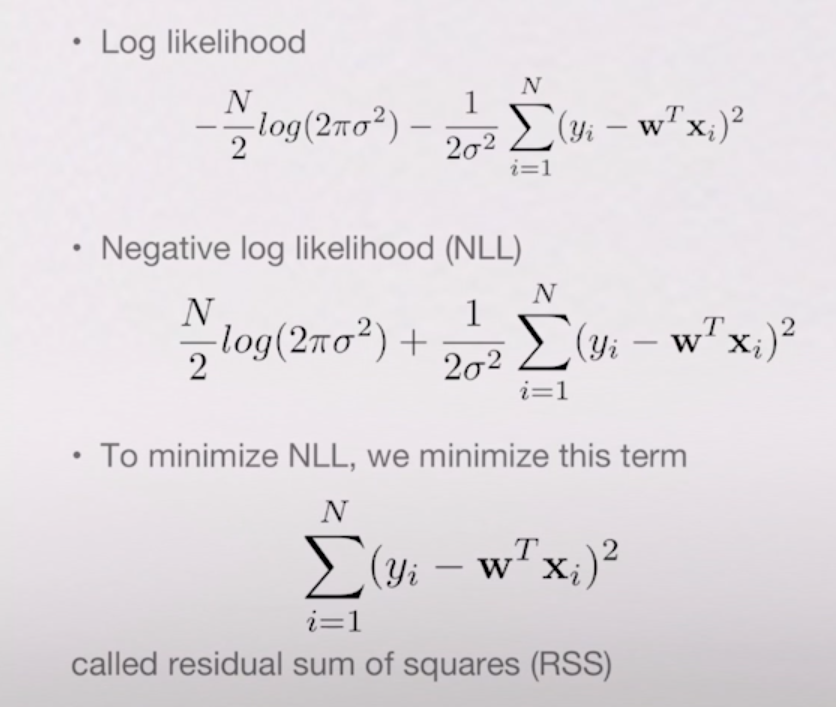 • Log likelihood
$-\frac{N}{2}log(2\pi\sigma^2) - \frac{1}{2\sigma^2}\sum_{i=1}^{N}(y_i - \mathbf{w}^T\mathbf{x}_i)^2$
• Negative log likelihood (NLL)
$\frac{N}{2}log(2\pi\sigma^2) + \frac{1}{2\sigma^2}\sum_{i=1}^{N}(y_i - \mathbf{w}^T\mathbf{x}_i)^2$
• To minimize NLL, we minimize this term
$\sum_{i=1}^{N}(y_i - \mathbf{w}^T\mathbf{x}_i)^2$
called residual sum of squares (RSS)